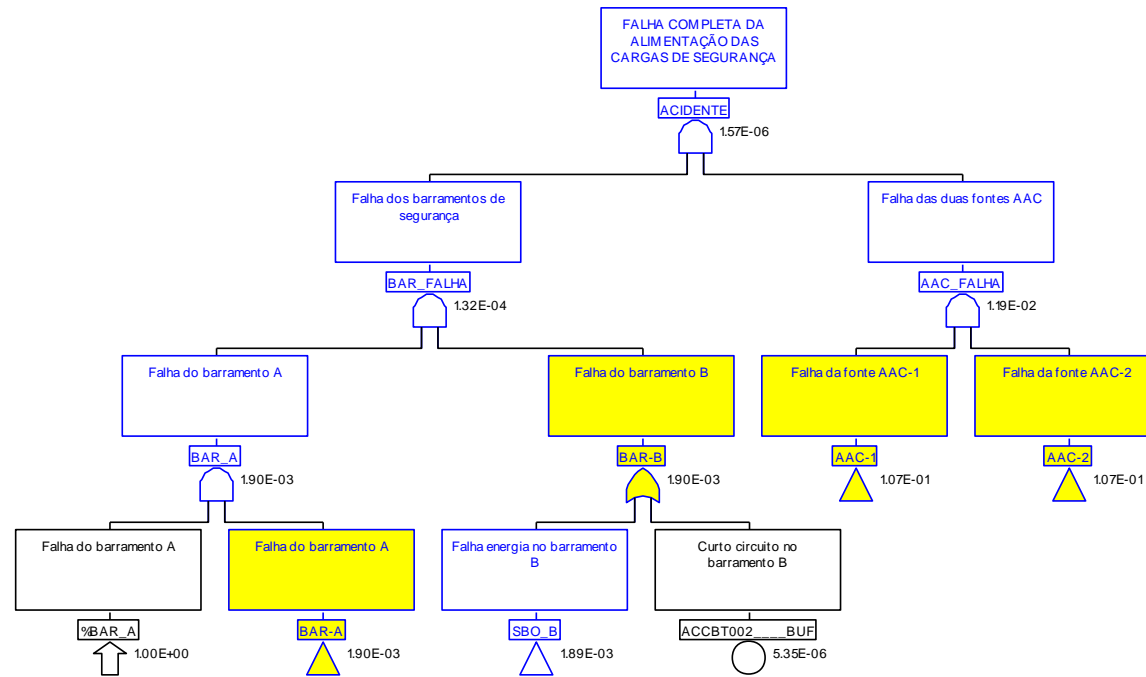 FALHA COMPLETA DA
ALIMENTAÇÃO DAS
CARGAS DE SEGURANÇA
ACIDENTE
1.57E-06
Falha dos barramentos de
segurança
BAR_FALHA
1.32E-04
Falha das duas fontes AAC
AAC_FALHA
1.19E-02
Falha do barramento A
BAR_A
1.90E-03
Falha do barramento B
BAR-B
1.90E-03
Falha da fonte AAC-1
AAC-1
1.07E-01
Falha da fonte AAC-2
AAC-2
1.07E-01
Falha do barramento A
%BAR_A
1.00E+00
Falha do barramento A
BAR-A
1.90E-03
Falha energia no barramento
B
SBO_B
1.89E-03
Curto circuito no
barramento B
ACCBT002____BUF
5.35E-06